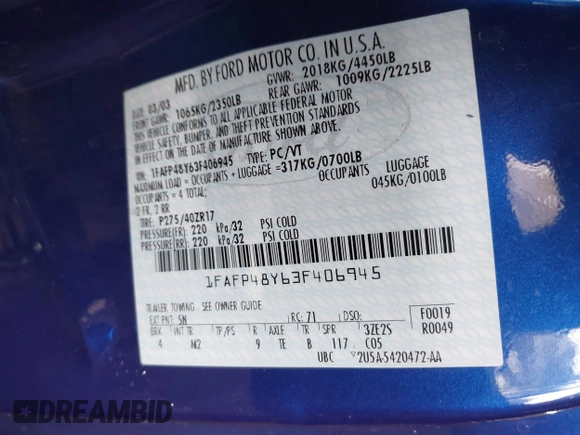 MFD. BY FORD MOTOR CO. IN U.S.A.
DATE: 03/03 GVWR: 2018KG/4450LB
FRONT GAWR: 1065KG/2350LB REAR GAWR: 1009KG/2225LB
THIS VEHICLE CONFORMS TO ALL APPLICABLE FEDERAL MOTOR
VEHICLE SAFETY, BUMPER, AND THEFT PREVENTION STANDARDS
IN EFFECT ON THE DATE OF MANUFACTURE SHOWN ABOVE.
VIN: 1FAFP48Y63F406945 TYPE: PC/VT
MAXIMUM LOAD = OCCUPANTS + LUGGAGE =317KG/0700LB
OCCUPANTS = 4 TOTAL; OCCUPANTS LUGGAGE
2 FR, 2 RR 045KG/0100LB
TIRE: P275/40ZR17
PRESSURE(FR): 220 kPa/32 PSI COLD
PRESSURE(RR): 220 kPa/32 PSI COLD
1FAFP48Y63F406945
TRAILER TOWING - SEE OWNER GUIDE
EXT PNT: SN RC: 71 DSO: F0019
BRK INT TR TP/PS R AXLE TR SPR 3ZE2S R0049
4 M2 9 TE B 117 C05
UBC 2U5A-5420472-AA
DREAMBID